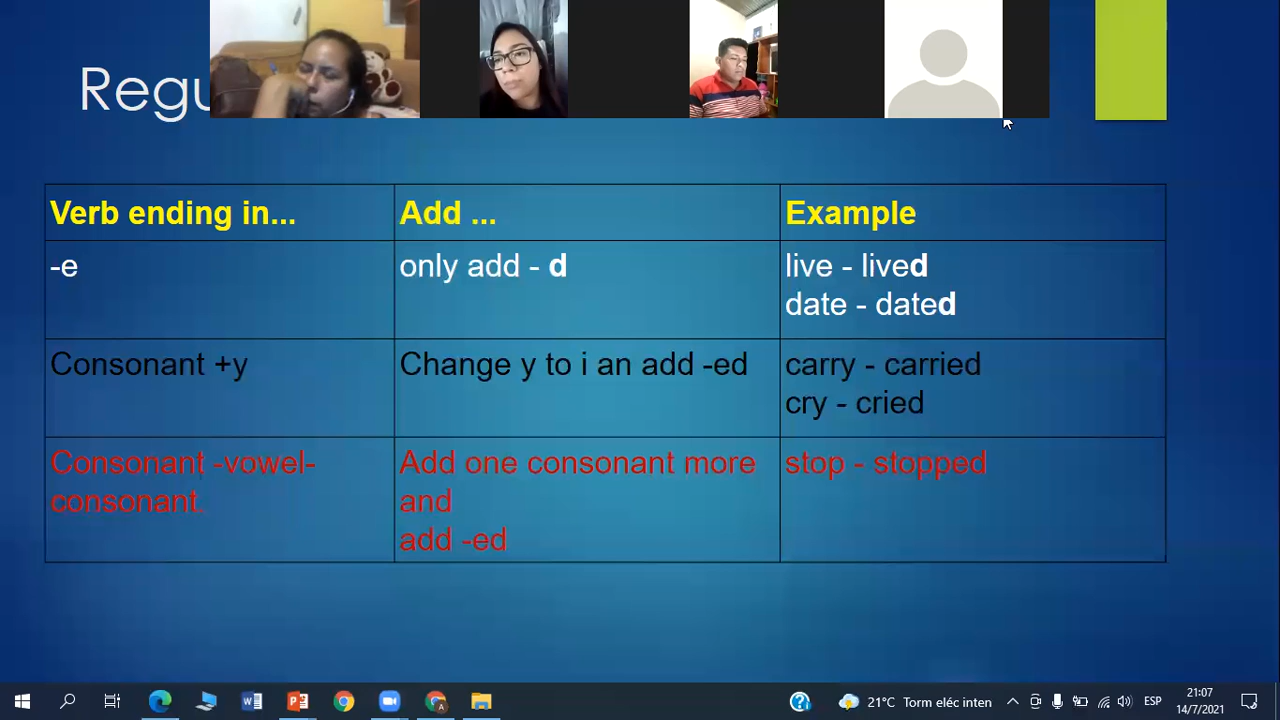 Regu
Verb ending in...
Add ...
Example
-e
only add - d
live - lived
date - dated
Consonant +y
Change y to i an add -ed
carry - carried
cry - cried
Consonant -vowel-
consonant.
Add one consonant more
and
add -ed
stop - stopped
21°C Torm eléc inten
ESP
21:07
14/7/2021